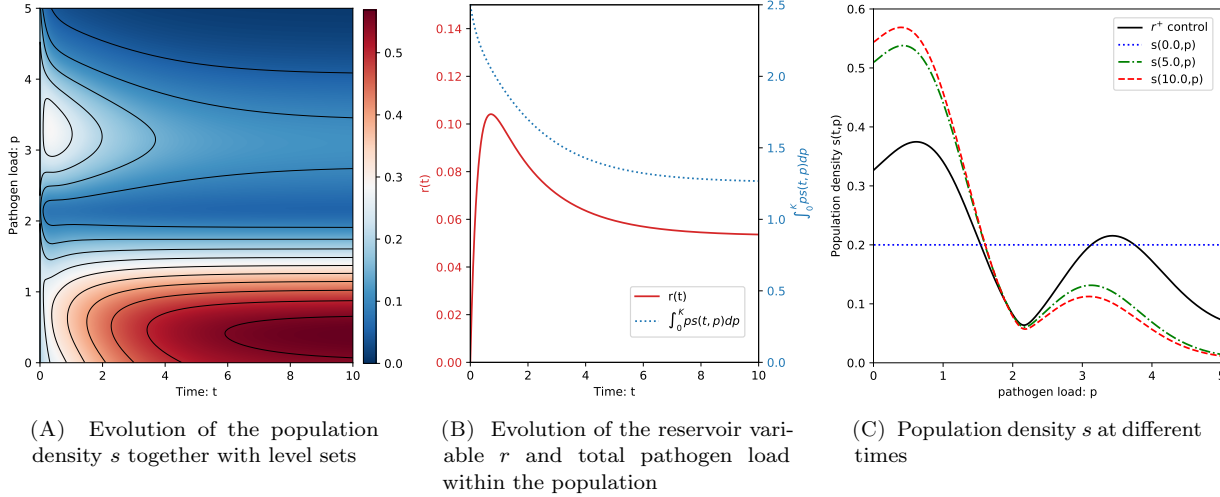 5
4
3
2
1
0
Pathogen load: p
0
2
4
6
8
10
Time: t
0.5
0.4
0.3
0.2
0.1
0.0
(A) Evolution of the population
density s together with level sets
0.14
0.12
0.10
0.08
0.06
0.04
0.02
0.00
r(t)
0
2
4
6
8
10
Time: t
2.5
2.0
1.5
1.0
0.5
0.0
∫₀ᴷ ps(t, p)dp
r(t)
∫₀ᴷ ps(t, p)dp
(B) Evolution of the reservoir vari-
able r and total pathogen load
within the population
0.6
0.5
0.4
0.3
0.2
0.1
0.0
Population density s(t,p)
0
1
2
3
4
5
pathogen load: p
r⁺ control
s(0.0,p)
s(5.0,p)
s(10.0,p)
(C) Population density s at different
times